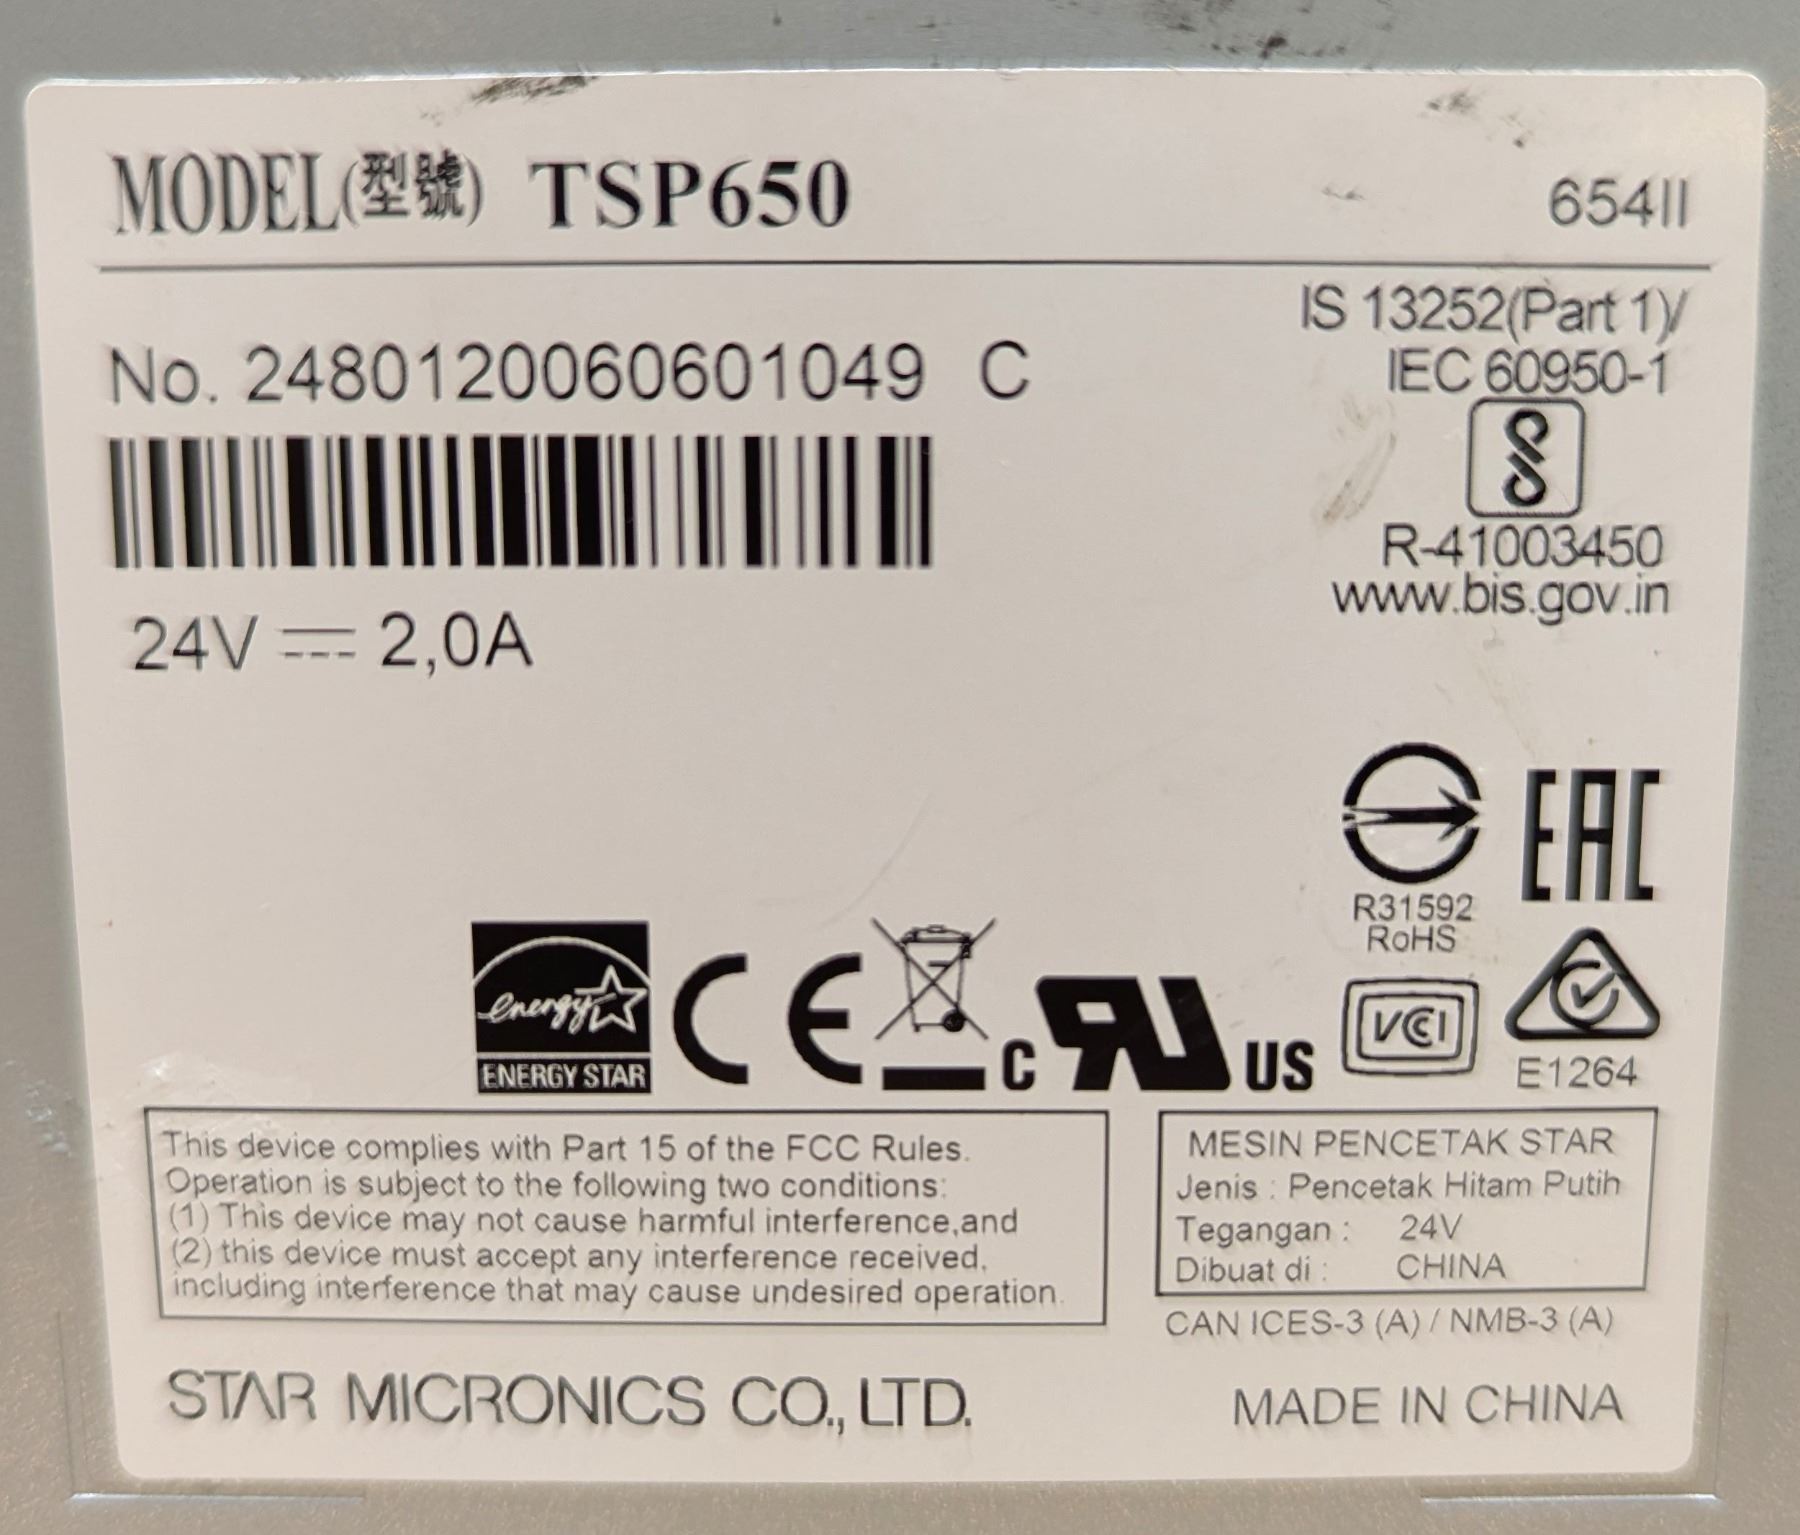 MODEL(型號) TSP650 654II
No. 2480120060601049 C
IS 13252(Part 1)/
IEC 60950-1
R-41003450
www.bis.gov.in
24V 2,0A
EAC
R31592
RoHS
energy
ENERGY STAR
CE
c RU US
VCCI
E1264
This device complies with Part 15 of the FCC Rules.
Operation is subject to the following two conditions:
(1) This device may not cause harmful interference,and
(2) this device must accept any interference received,
including interference that may cause undesired operation.
MESIN PENCETAK STAR
Jenis : Pencetak Hitam Putih
Tegangan : 24V
Dibuat di : CHINA
CAN ICES-3 (A) / NMB-3 (A)
STAR MICRONICS CO., LTD.
MADE IN CHINA